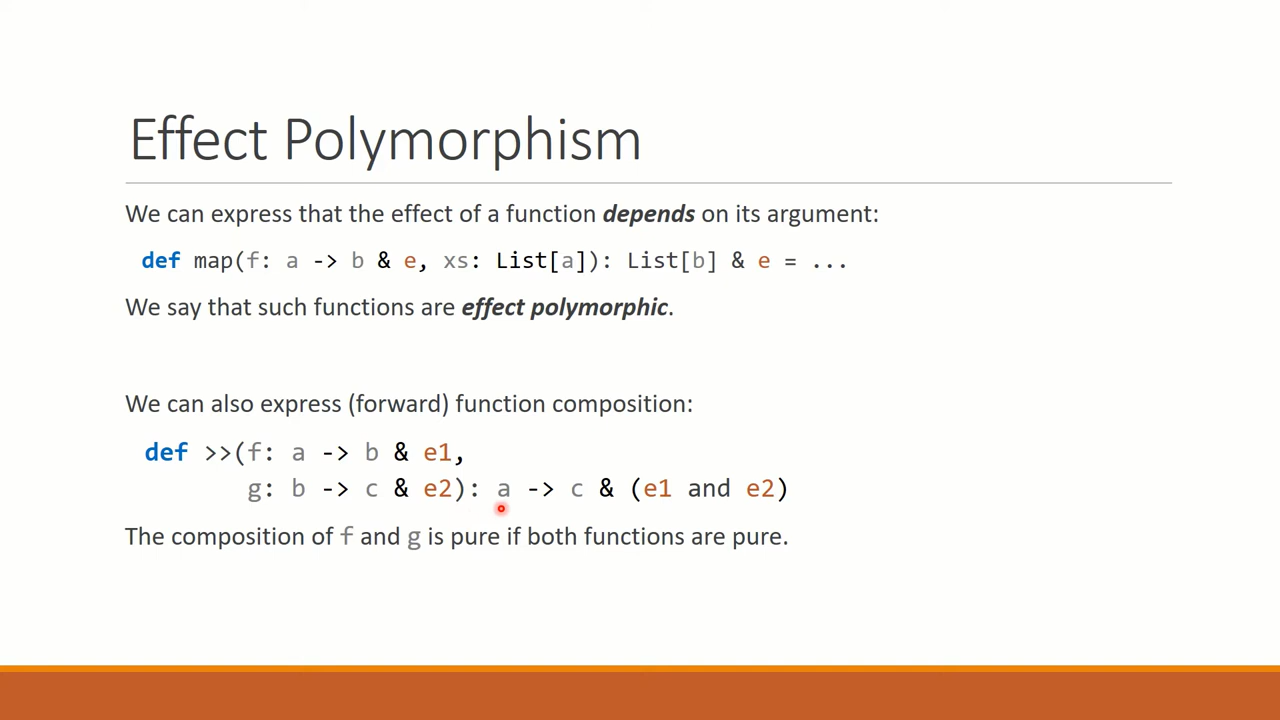 Effect Polymorphism
We can express that the effect of a function depends on its argument:
def map(f: a -> b & e, xs: List[a]): List[b] & e = ...
We say that such functions are effect polymorphic.
We can also express (forward) function composition:
def >>(f: a -> b & e1,
g: b -> c & e2): a -> c & (e1 and e2)
The composition of f and g is pure if both functions are pure.